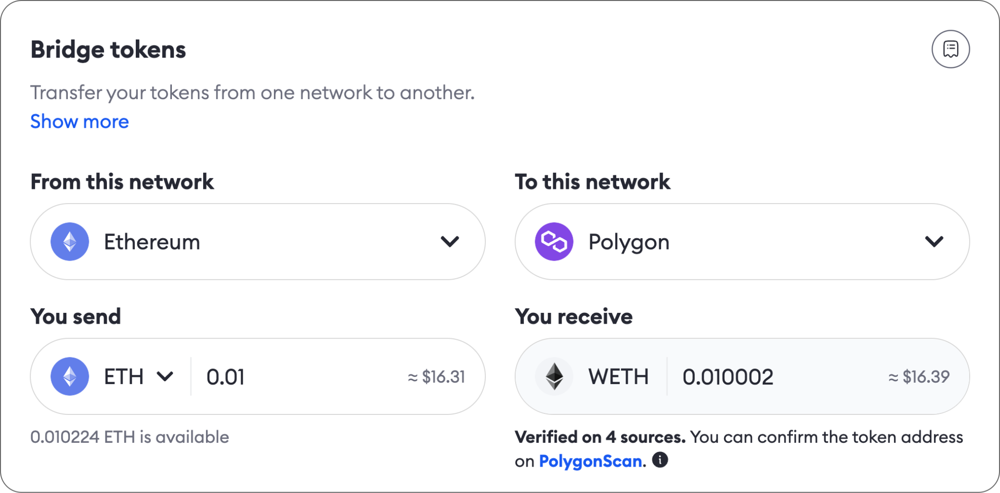 Bridge tokens
Transfer your tokens from one network to another.
Show more
From this network
Ethereum
To this network
Polygon
You send
ETH 0.01 ≈ $16.31
0.010224 ETH is available
You receive
WETH 0.010002 ≈ $16.39
Verified on 4 sources. You can confirm the token address
on PolygonScan.